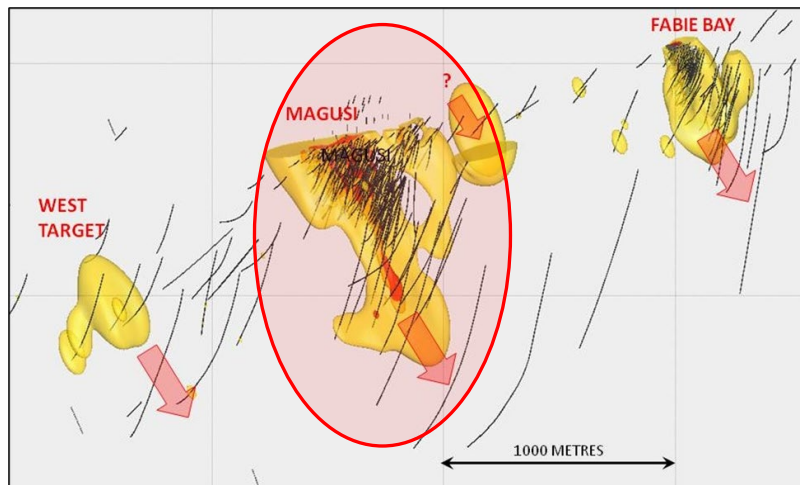 FABIE BAY
?
MAGUSI
MAGUSI
WEST
TARGET
1000 METRES